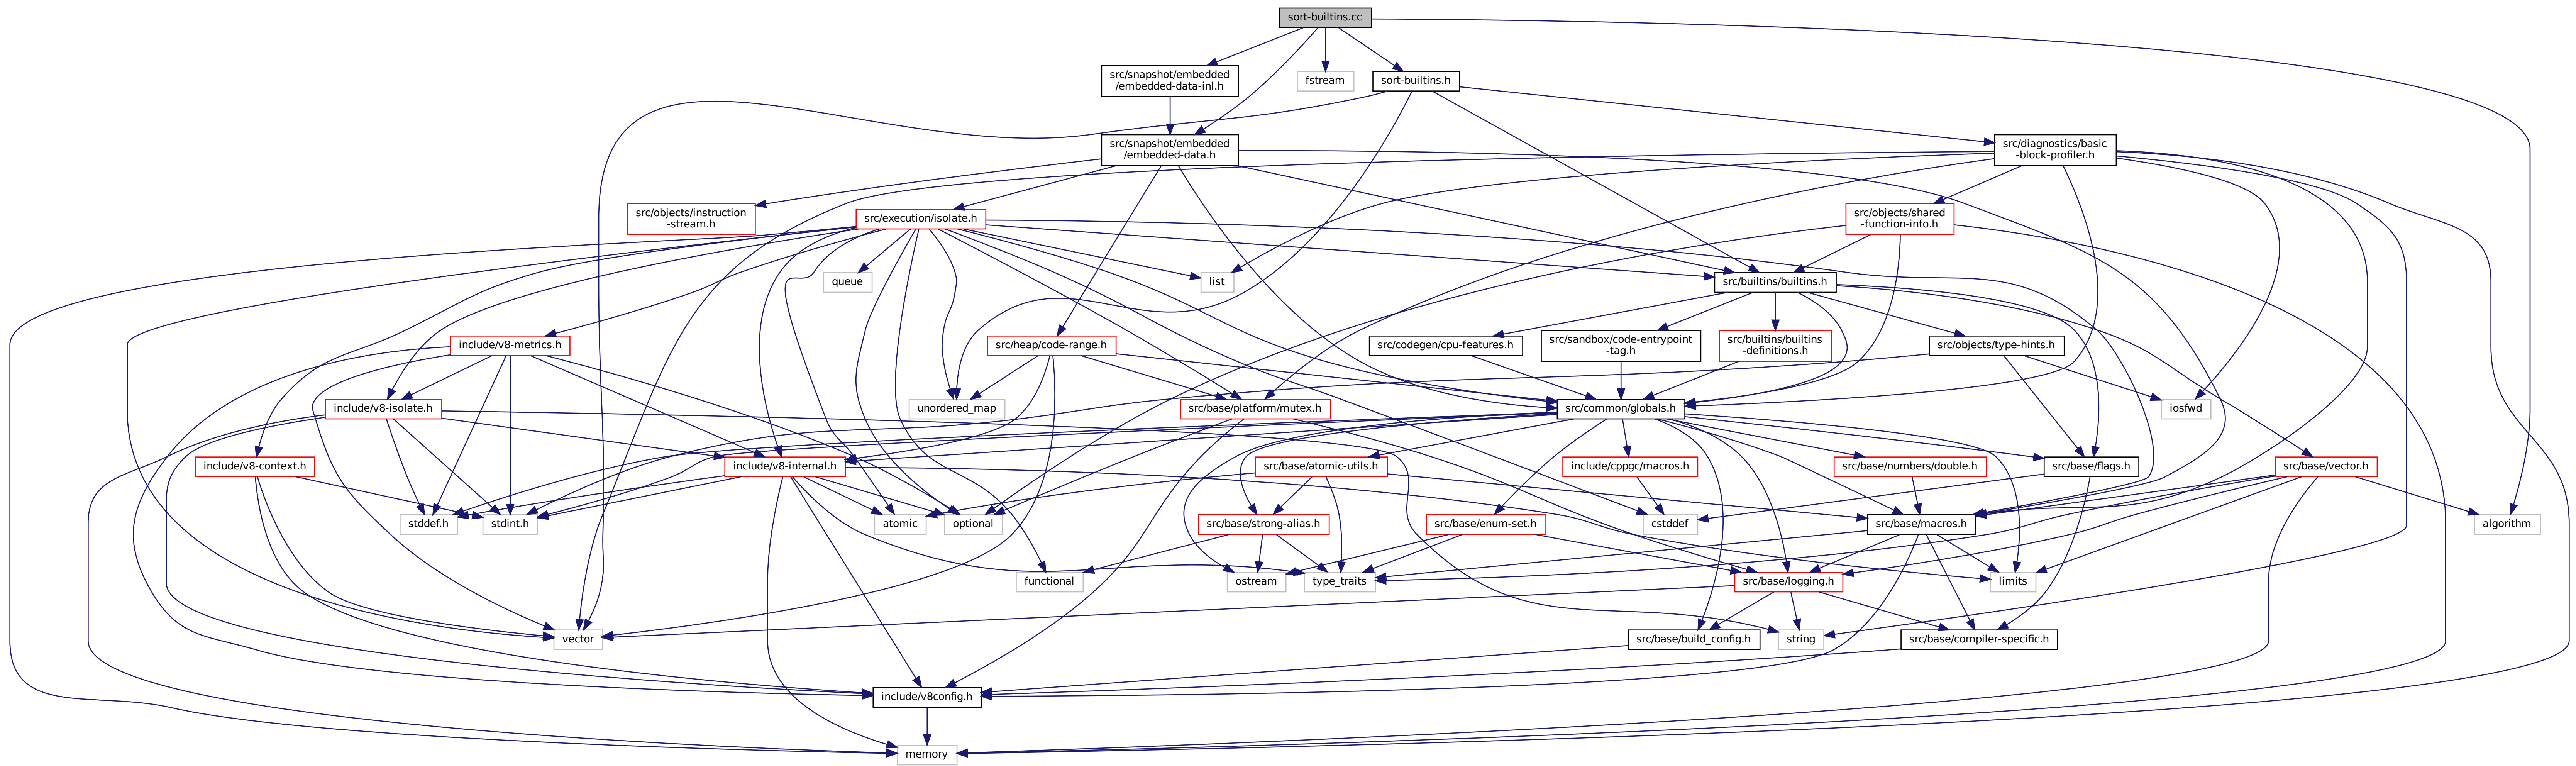 sort-builtins.cc
src/snapshot/embedded
/embedded-data-inl.h
fstream
sort-builtins.h
src/snapshot/embedded
/embedded-data.h
src/diagnostics/basic
-block-profiler.h
src/objects/instruction
-stream.h
src/execution/isolate.h
src/objects/shared
-function-info.h
queue
list
src/builtins/builtins.h
include/v8-metrics.h
src/heap/code-range.h
src/codegen/cpu-features.h
src/sandbox/code-entrypoint
-tag.h
src/builtins/builtins
-definitions.h
src/objects/type-hints.h
include/v8-isolate.h
unordered_map
src/base/platform/mutex.h
src/common/globals.h
iosfwd
include/v8-context.h
include/v8-internal.h
src/base/atomic-utils.h
include/cppgc/macros.h
src/base/numbers/double.h
src/base/flags.h
src/base/vector.h
stddef.h
stdint.h
atomic
optional
src/base/strong-alias.h
src/base/enum-set.h
cstddef
src/base/macros.h
algorithm
functional
ostream
type_traits
src/base/logging.h
limits
vector
src/base/build_config.h
string
src/base/compiler-specific.h
include/v8config.h
memory